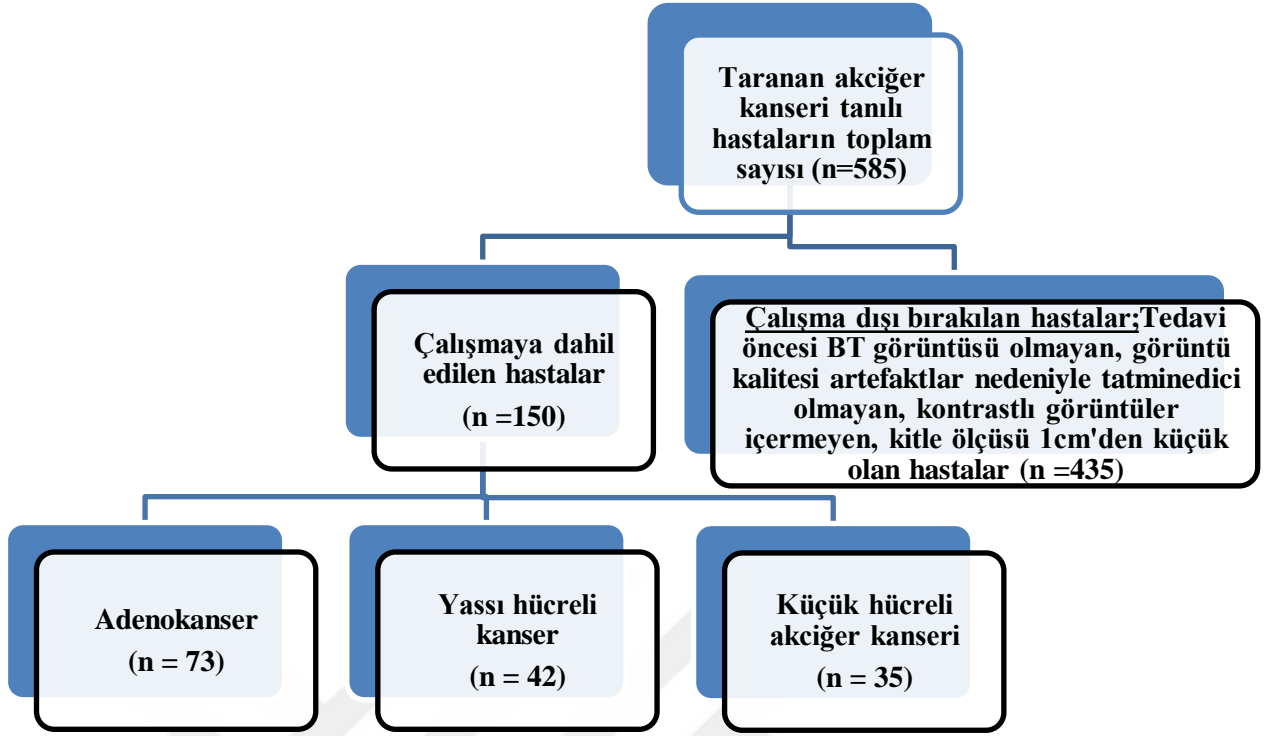 Taranan akciğer
kanseri tanılı
hastaların toplam
sayısı (n=585)
Çalışmaya dahil
edilen hastalar
(n =150)
Çalışma dışı bırakılan hastalar;Tedavi
öncesi BT görüntüsü olmayan, görüntü
kalitesi artefaktlar nedeniyle tatminedici
olmayan, kontrastlı görüntüler
içermeyen, kitle ölçüsü 1cm'den küçük
olan hastalar (n =435)
Adenokanser
(n = 73)
Yassı hücreli
kanser
(n = 42)
Küçük hücreli
akciğer kanseri
(n = 35)